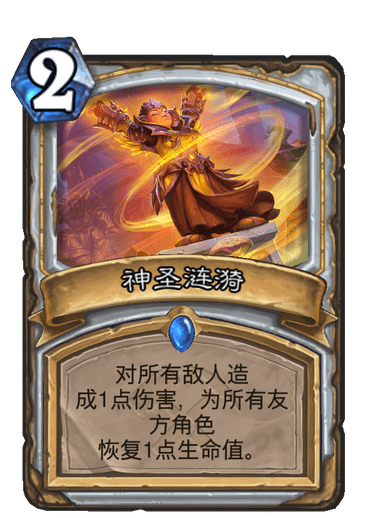 2
神圣涟漪
对所有敌人造
成1点伤害，为所有友
方角色
恢复1点生命值。